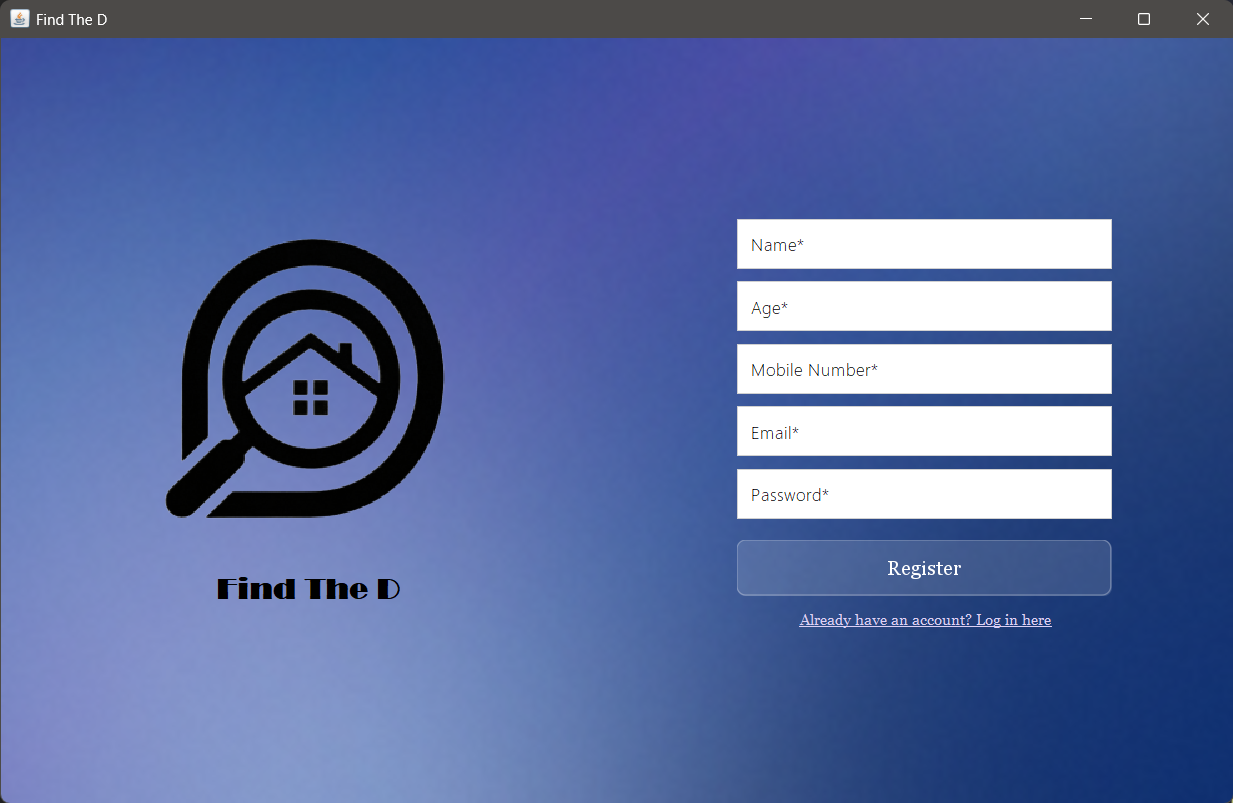 Find The D
Name*
Age*
Mobile Number*
Email*
Password*
Register
Already have an account? Log in here
Find The D